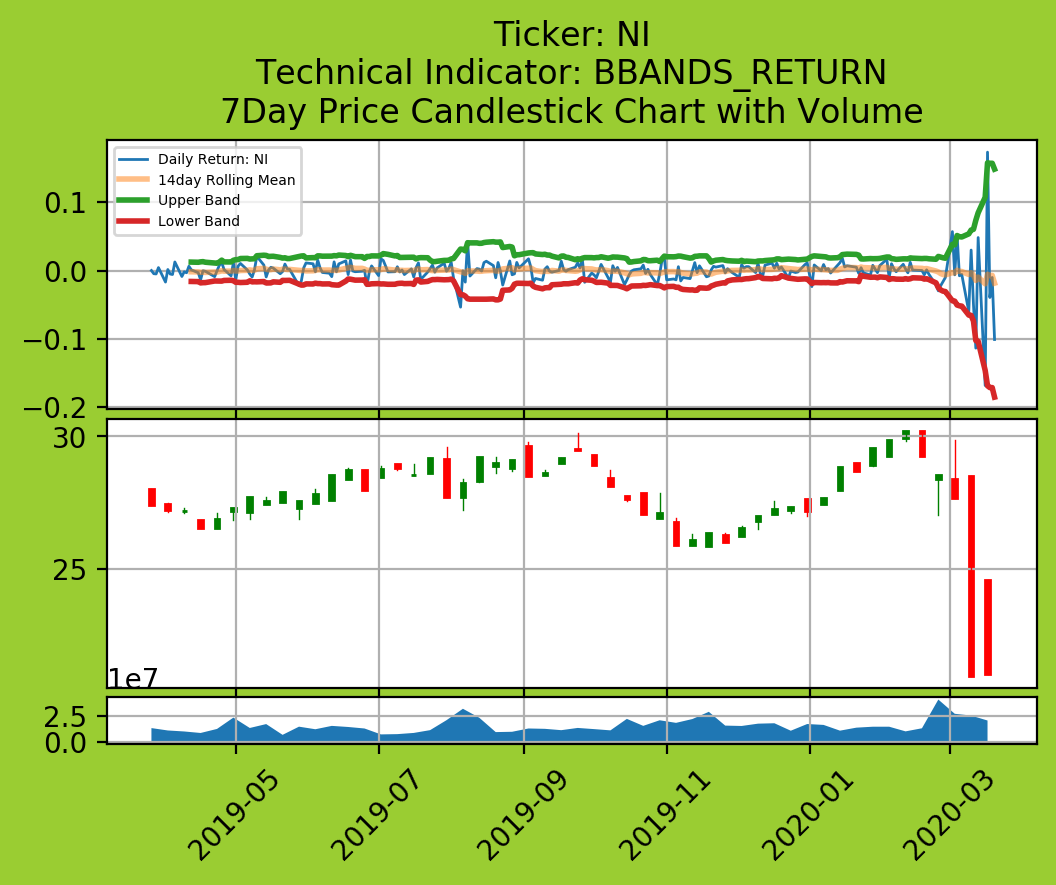 Ticker: NI
Technical Indicator: BBANDS_RETURN
7Day Price Candlestick Chart with Volume
Daily Return: NI
14day Rolling Mean
Upper Band
Lower Band
0.1
0.0
−0.1
−0.2
30
25
1e7
2.5
0.0
2019-05
2019-07
2019-09
2019-11
2020-01
2020-03